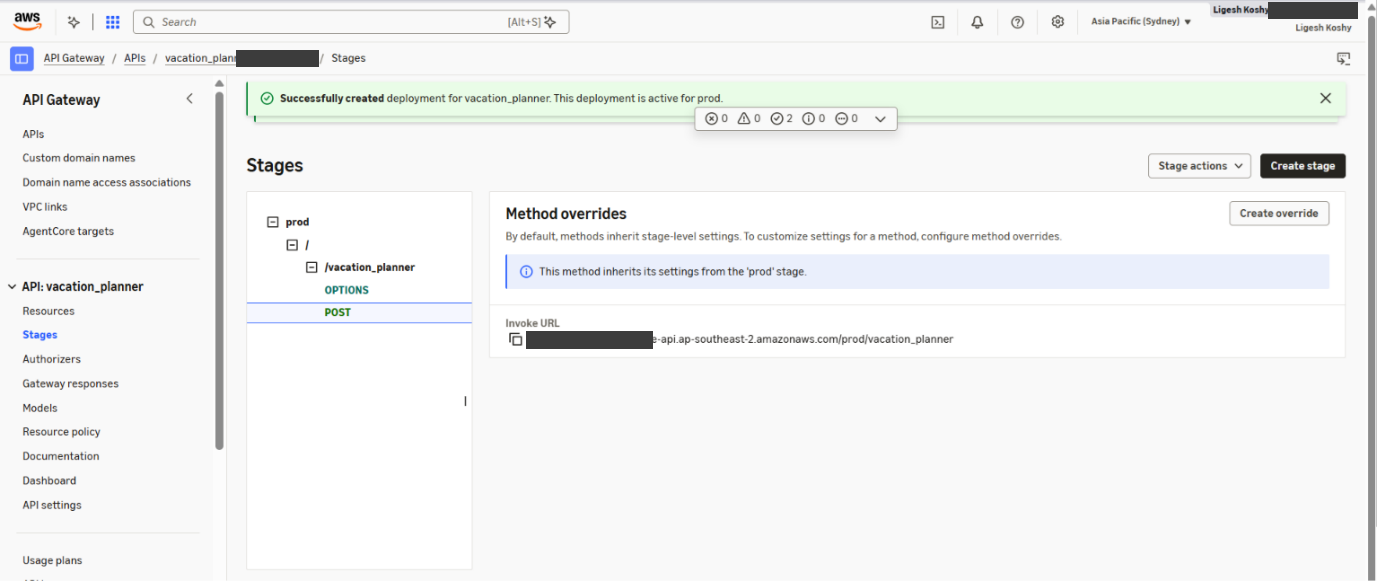 aws
Search [Alt+S]
Asia Pacific (Sydney) ▼
Ligesh Koshy
Ligesh Koshy
API Gateway / APIs / vacation_plann / Stages
API Gateway
APIs
Custom domain names
Domain name access associations
VPC links
AgentCore targets
API: vacation_planner
Resources
Stages
Authorizers
Gateway responses
Models
Resource policy
Documentation
Dashboard
API settings
Usage plans
Successfully created deployment for vacation_planner. This deployment is active for prod.
0 0 2 0 0
Stages
Stage actions
Create stage
prod
/
/vacation_planner
OPTIONS
POST
Method overrides
Create override
By default, methods inherit stage-level settings. To customize settings for a method, configure method overrides.
This method inherits its settings from the 'prod' stage.
Invoke URL
e-api.ap-southeast-2.amazonaws.com/prod/vacation_planner